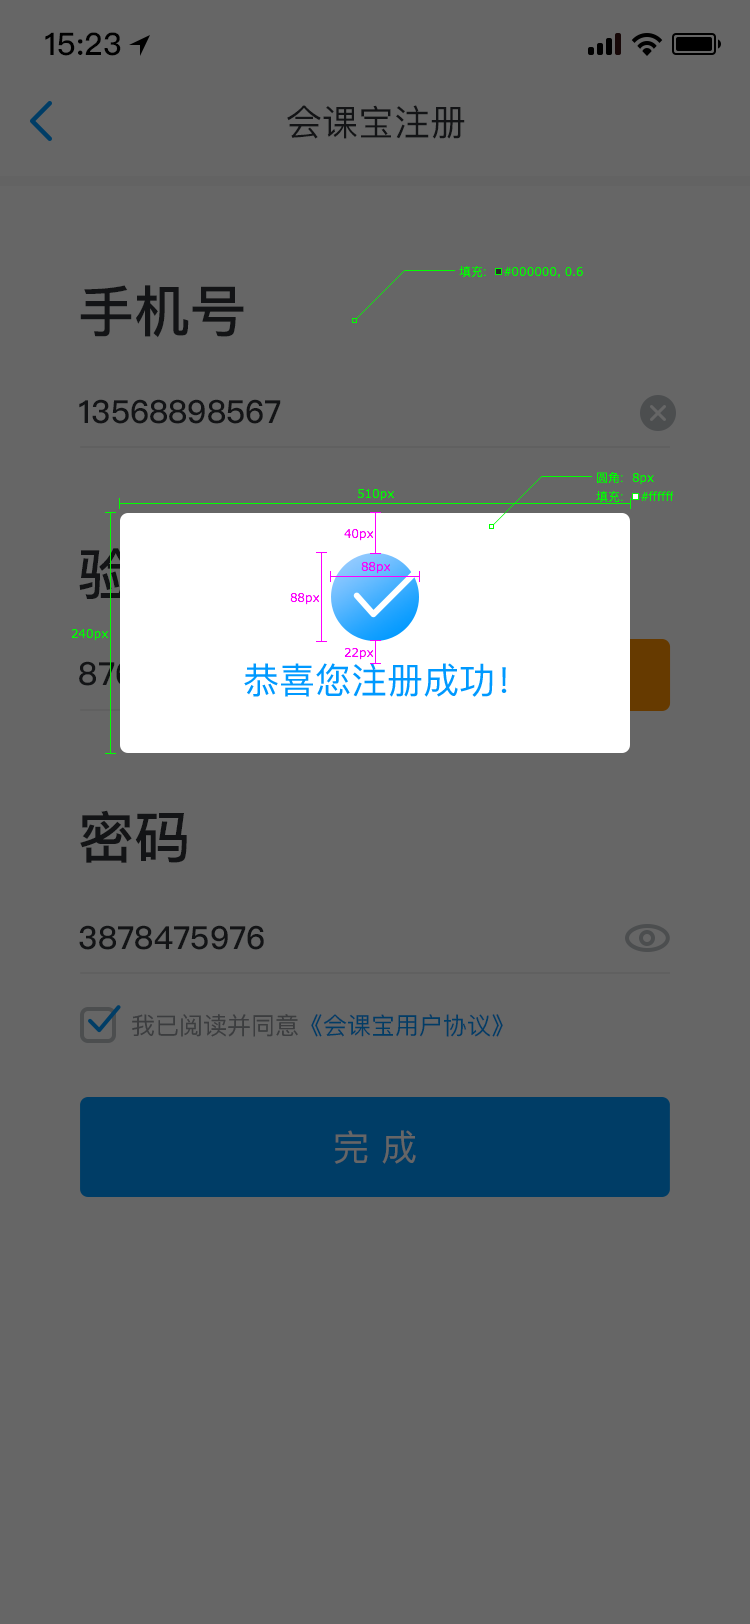 15:23
会课宝注册
填充: #000000, 0.6
手机号
13568898567
圆角: 8px
510px
填充: #ffffff
40px
验
88px
88px
240px
22px
876
恭喜您注册成功!
密码
3878475976
我已阅读并同意《会课宝用户协议》
完 成